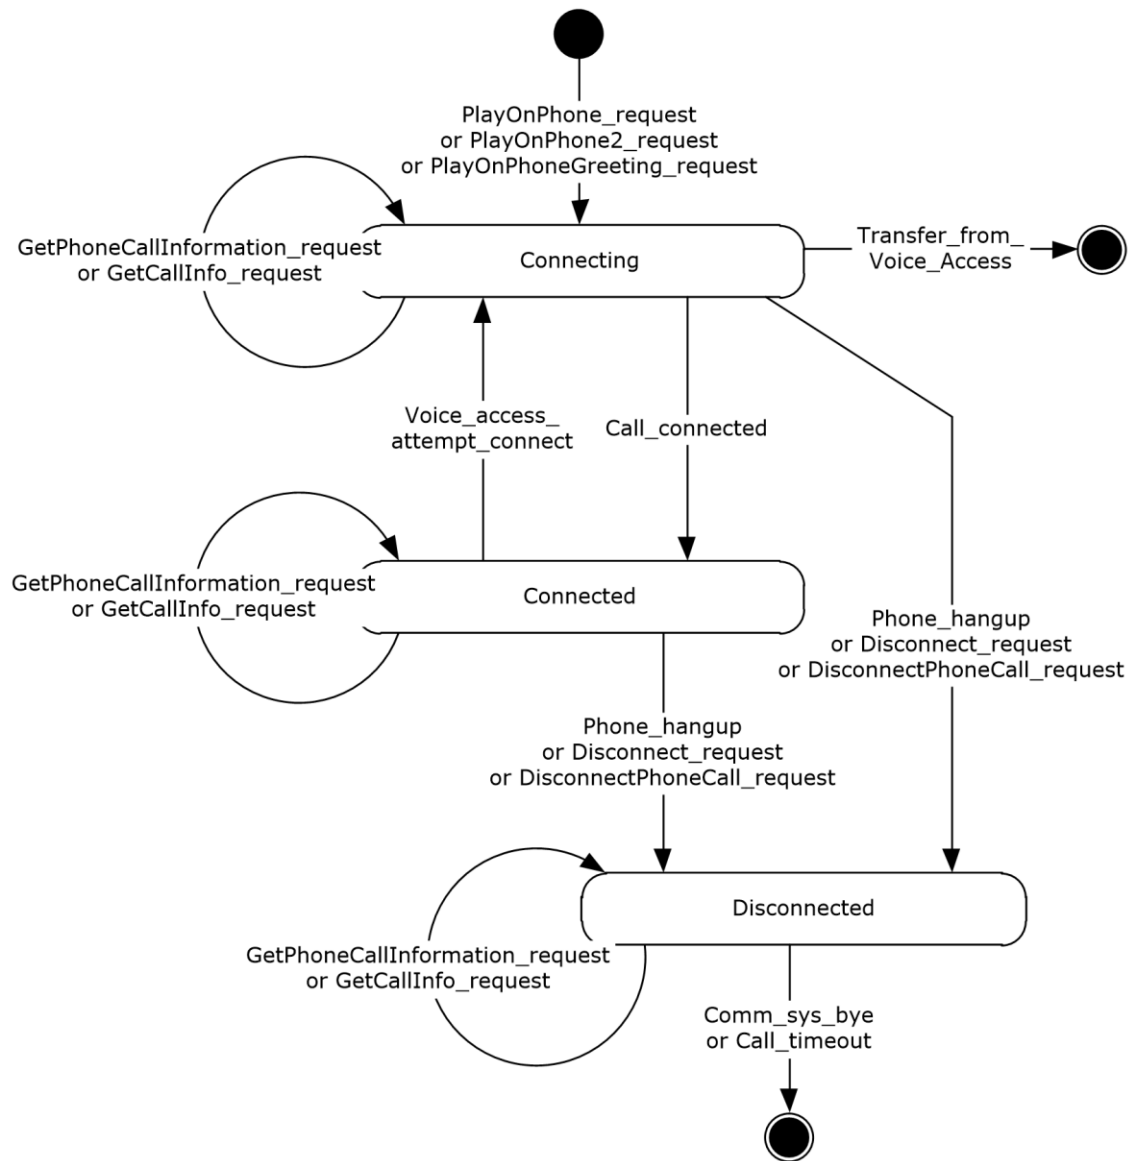 PlayOnPhone_request
or PlayOnPhone2_request
or PlayOnPhoneGreeting_request
GetPhoneCallInformation_request
or GetCallInfo_request
Connecting
Transfer_from_
Voice_Access
Voice_access_
attempt_connect
Call_connected
GetPhoneCallInformation_request
or GetCallInfo_request
Connected
Phone_hangup
or Disconnect_request
or DisconnectPhoneCall_request
Phone_hangup
or Disconnect_request
or DisconnectPhoneCall_request
Disconnected
GetPhoneCallInformation_request
or GetCallInfo_request
Comm_sys_bye
or Call_timeout